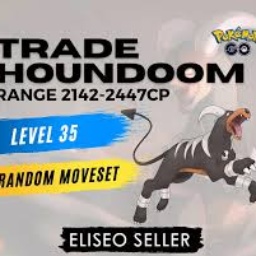 TRADE
HOUNDOOM
RANGE 2142-2447CP
Pokémon
GO
LEVEL 35
RANDOM MOVESET
ELISEO SELLER